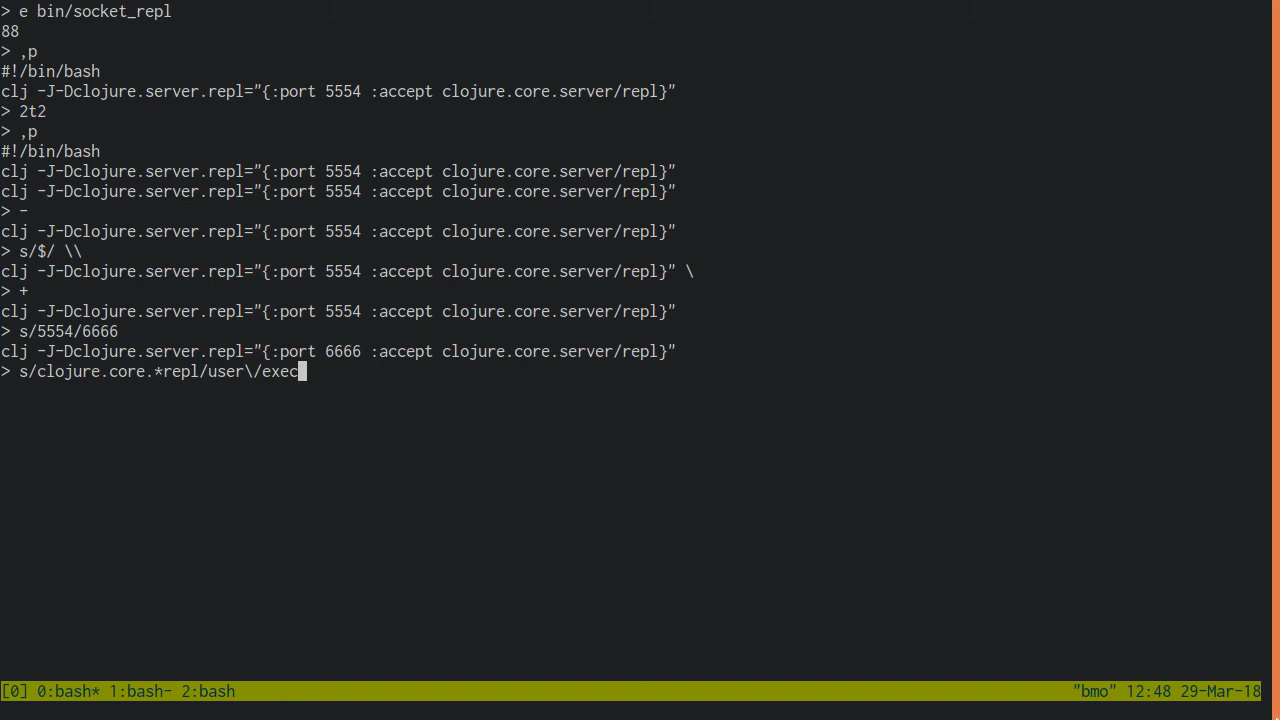 > e bin/socket_repl
88
> ,p
#!/bin/bash
clj -J-Dclojure.server.repl="{:port 5554 :accept clojure.core.server/repl}"
> 2t2
> ,p
#!/bin/bash
clj -J-Dclojure.server.repl="{:port 5554 :accept clojure.core.server/repl}"
clj -J-Dclojure.server.repl="{:port 5554 :accept clojure.core.server/repl}"
> -
clj -J-Dclojure.server.repl="{:port 5554 :accept clojure.core.server/repl}"
> s/$/ \\
clj -J-Dclojure.server.repl="{:port 5554 :accept clojure.core.server/repl}" \
> +
clj -J-Dclojure.server.repl="{:port 5554 :accept clojure.core.server/repl}"
> s/5554/6666
clj -J-Dclojure.server.repl="{:port 6666 :accept clojure.core.server/repl}"
> s/clojure.core.*repl/user\/exec
[0] 0:bash* 1:bash- 2:bash "bmo" 12:48 29-Mar-18